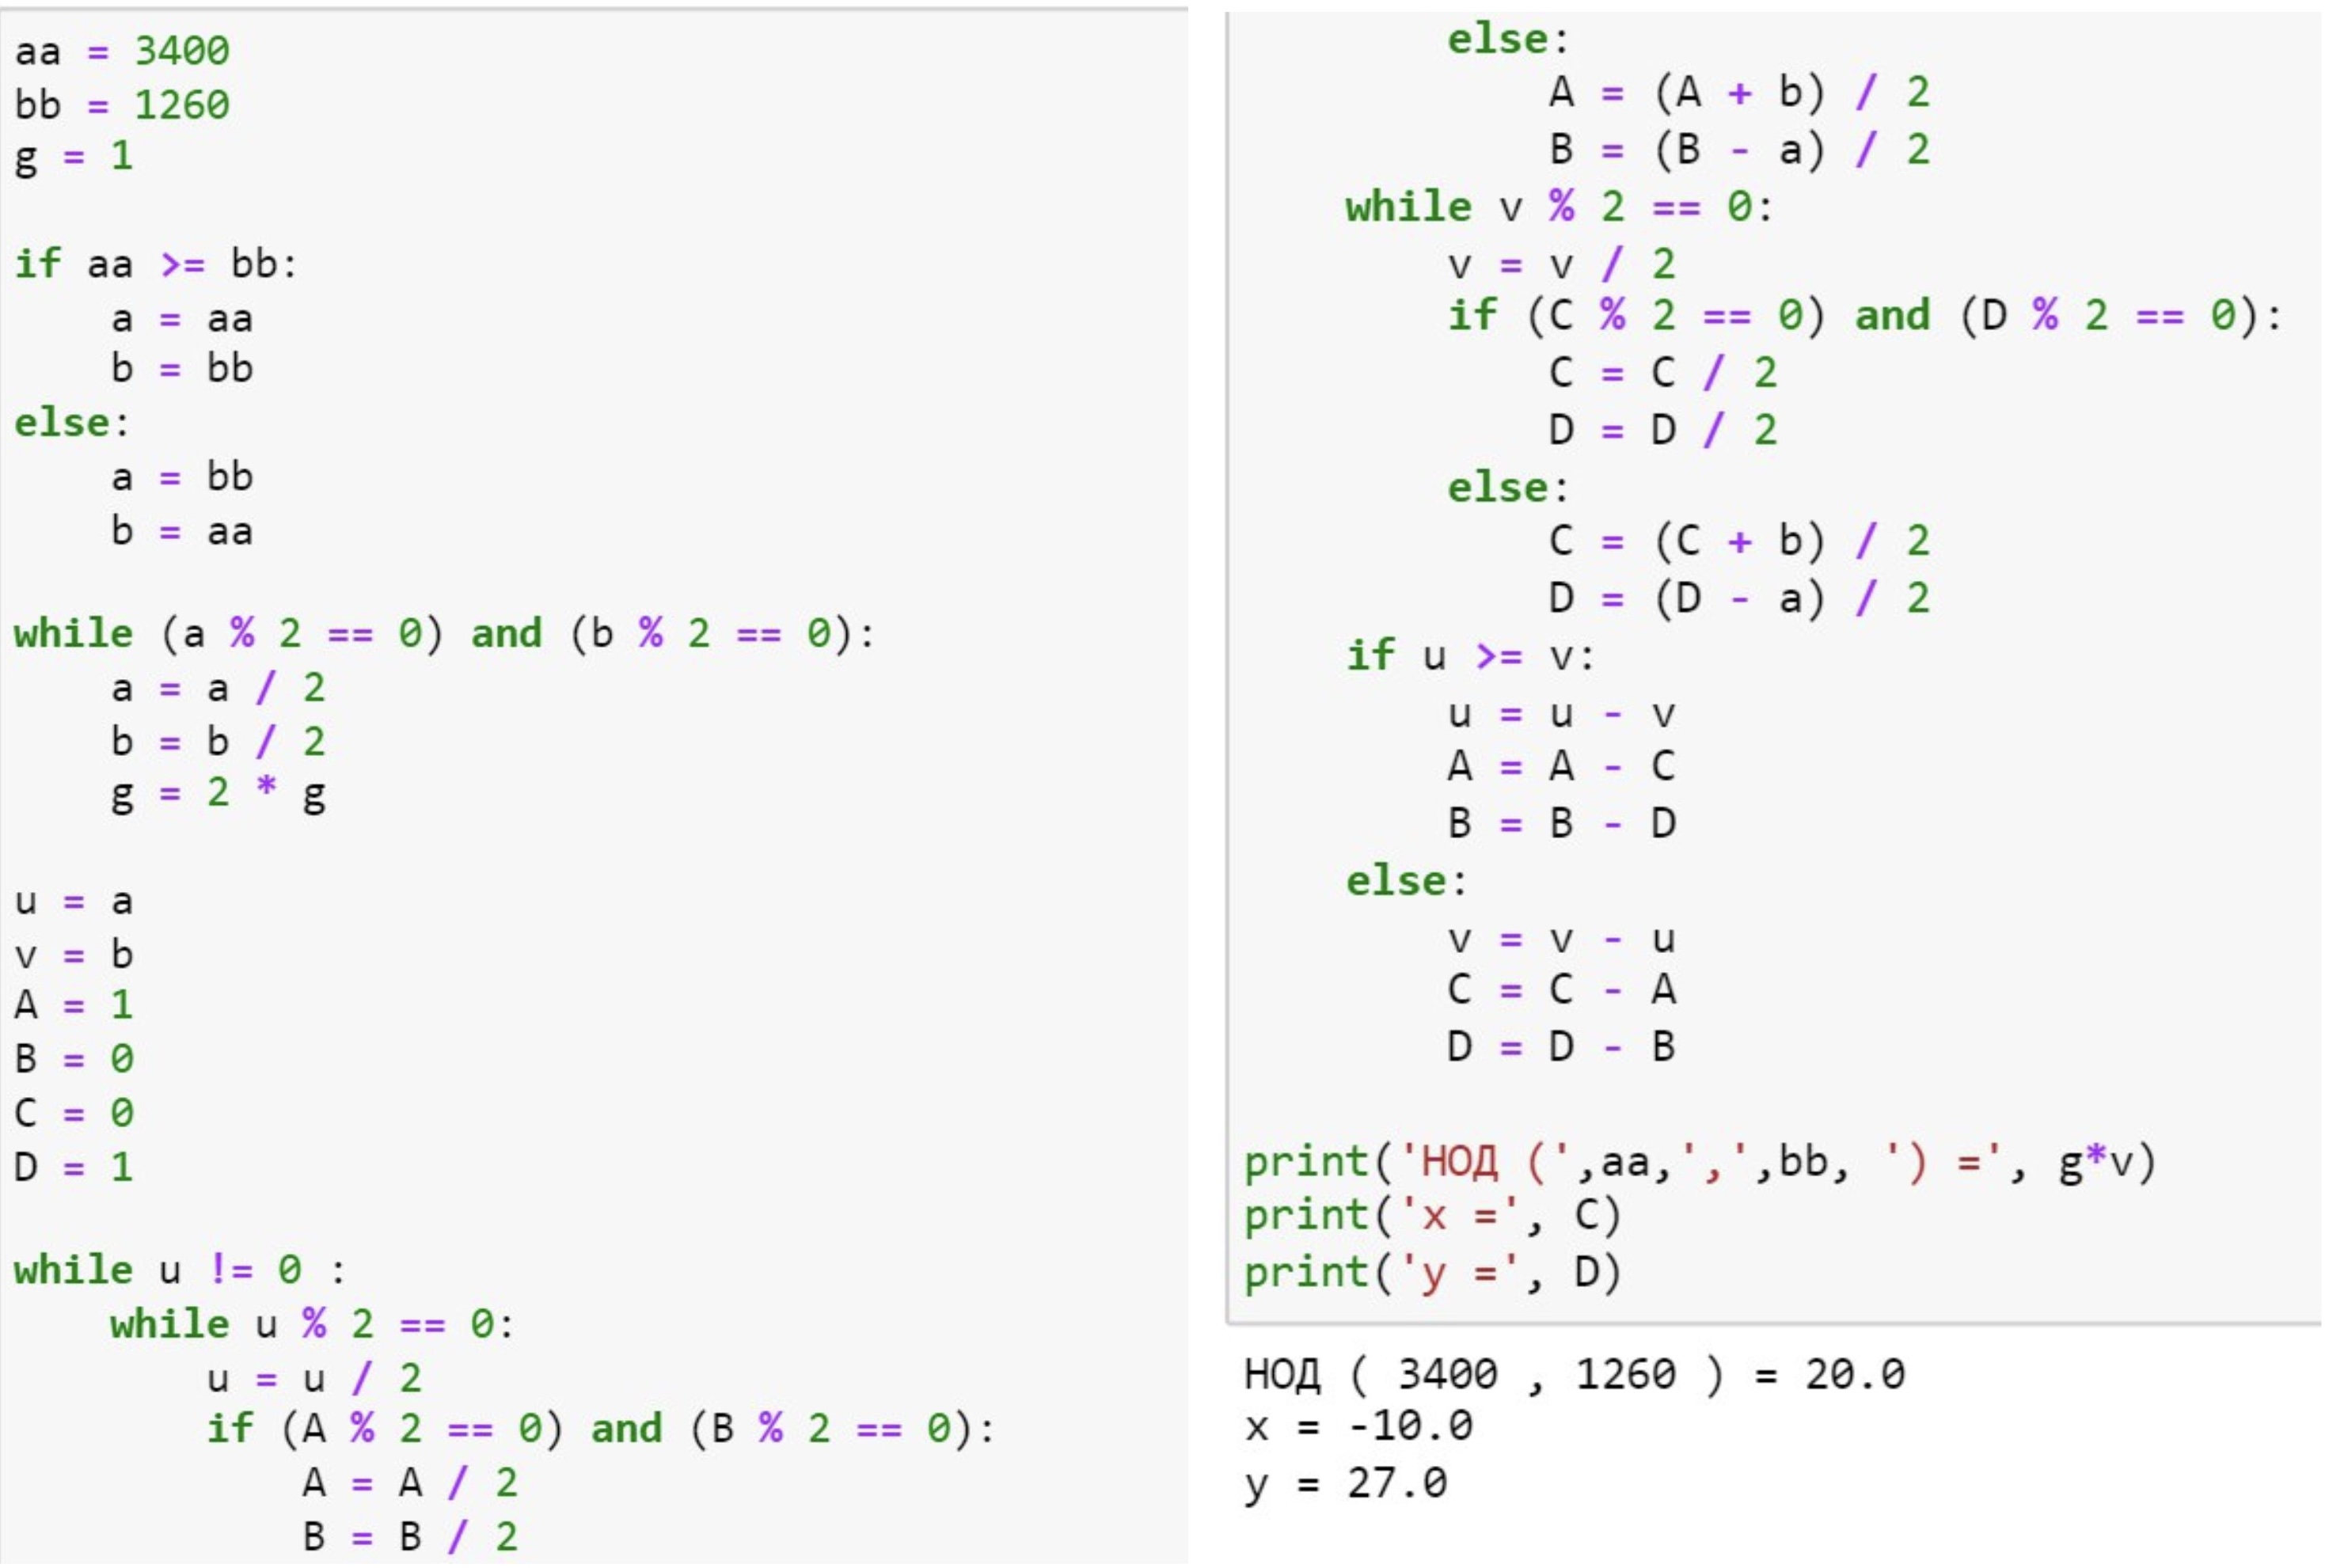 aa = 3400
bb = 1260
g = 1

if aa >= bb:
    a = aa
    b = bb
else:
    a = bb
    b = aa

while (a % 2 == 0) and (b % 2 == 0):
    a = a / 2
    b = b / 2
    g = 2 * g

u = a
v = b
A = 1
B = 0
C = 0
D = 1

while u != 0 :
    while u % 2 == 0:
        u = u / 2
        if (A % 2 == 0) and (B % 2 == 0):
            A = A / 2
            B = B / 2
        else:
            A = (A + b) / 2
            B = (B - a) / 2
    while v % 2 == 0:
        v = v / 2
        if (C % 2 == 0) and (D % 2 == 0):
            C = C / 2
            D = D / 2
        else:
            C = (C + b) / 2
            D = (D - a) / 2
    if u >= v:
        u = u - v
        A = A - C
        B = B - D
    else:
        v = v - u
        C = C - A
        D = D - B

print('НОД (',aa,',',bb, ') =', g*v)
print('x =', C)
print('y =', D)

НОД ( 3400 , 1260 ) = 20.0
x = -10.0
y = 27.0